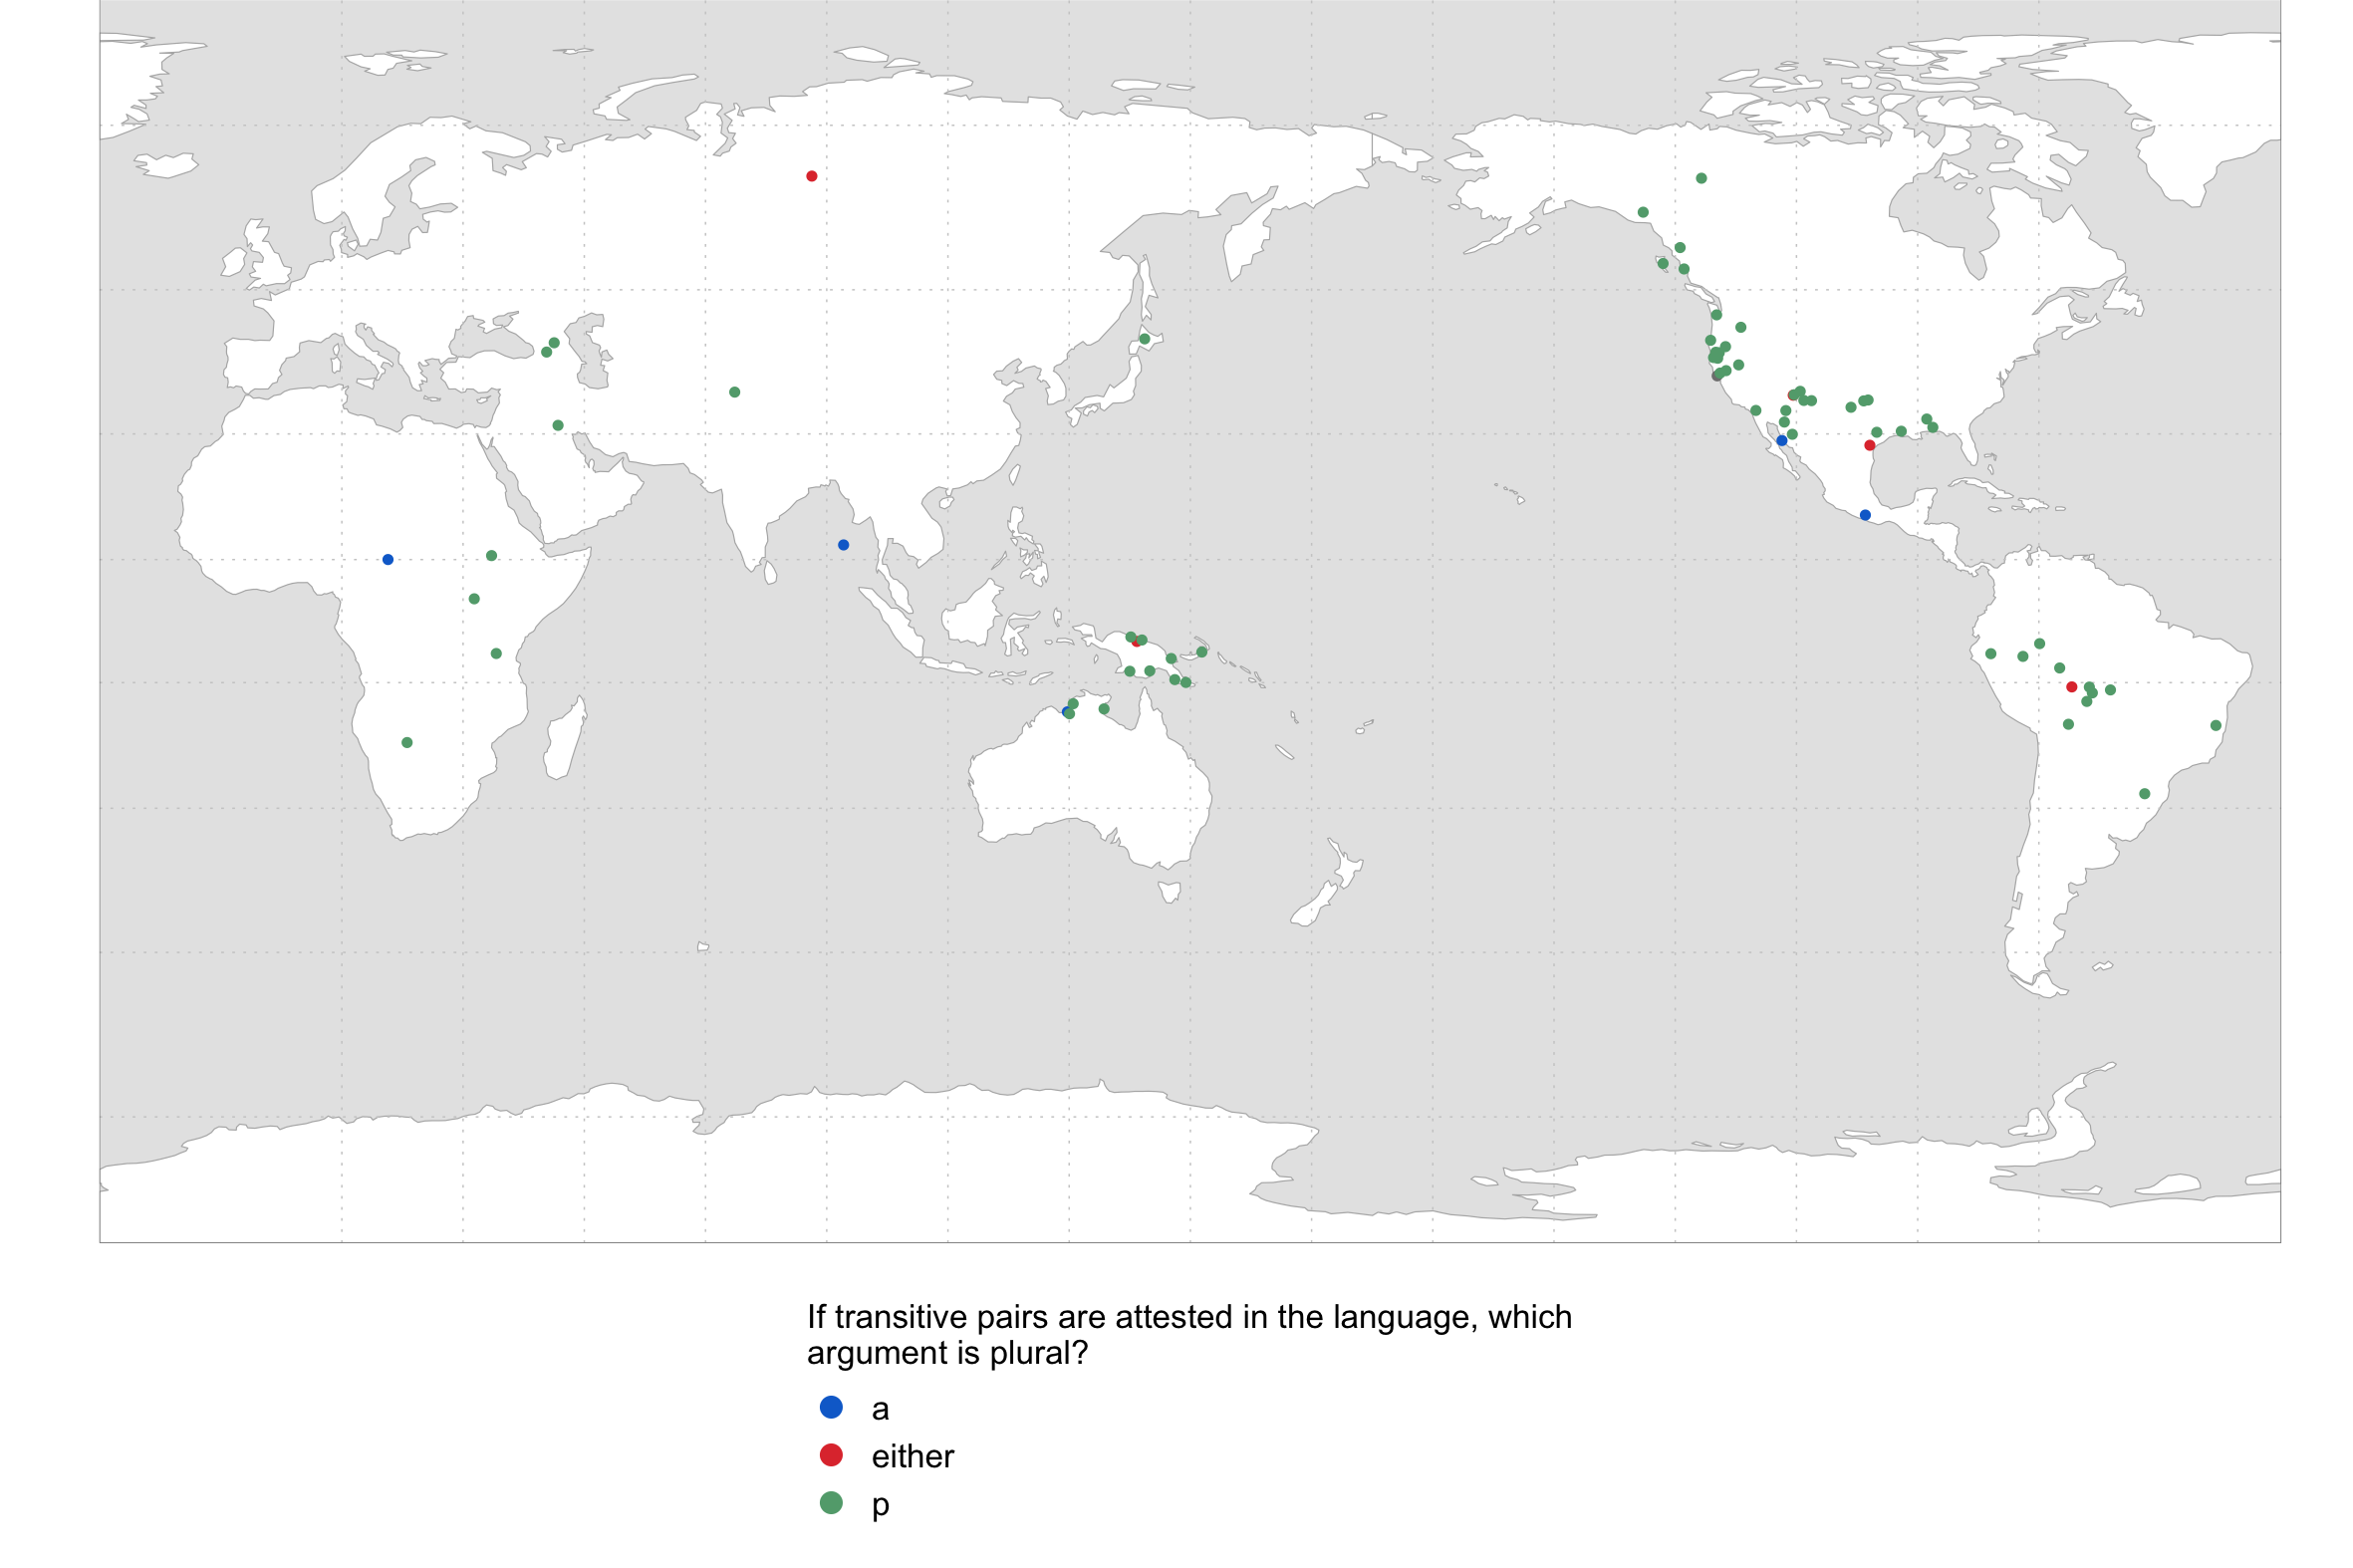 If transitive pairs are attested in the language, which
argument is plural?
a
either
p